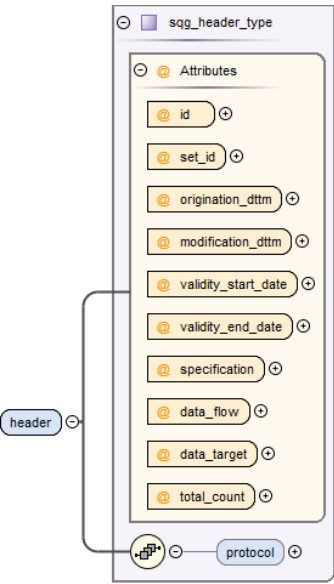 sqg_header_type
@ Attributes
@ id
@ set_id
@ origination_dttm
@ modification_dttm
@ validity_start_date
@ validity_end_date
@ specification
@ data_flow
@ data_target
@ total_count
header
protocol